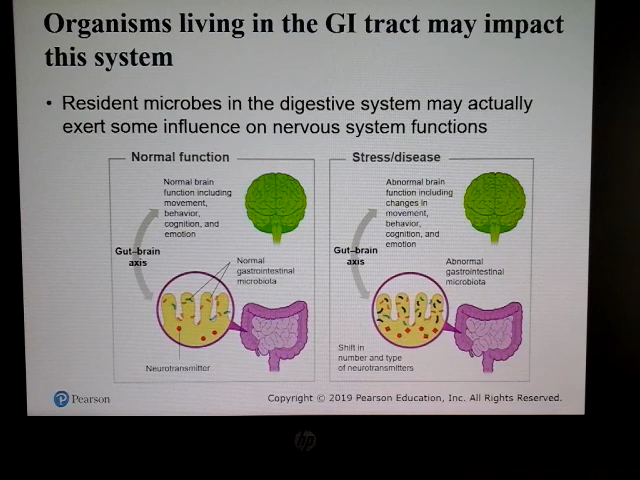 Organisms living in the GI tract may impact
this system
• Resident microbes in the digestive system may actually
exert some influence on nervous system functions
Normal function
Normal brain
function including
movement,
behavior,
cognition, and
emotion
Gut–brain
axis
Normal
gastrointestinal
microbiota
Neurotransmitter
Stress/disease
Abnormal brain
function including
changes in
movement,
behavior,
cognition, and
emotion
Gut–brain
axis
Abnormal
gastrointestinal
microbiota
Shift in
number and type
of neurotransmitters
P Pearson
Copyright © 2019 Pearson Education, Inc. All Rights Reserved.
hp